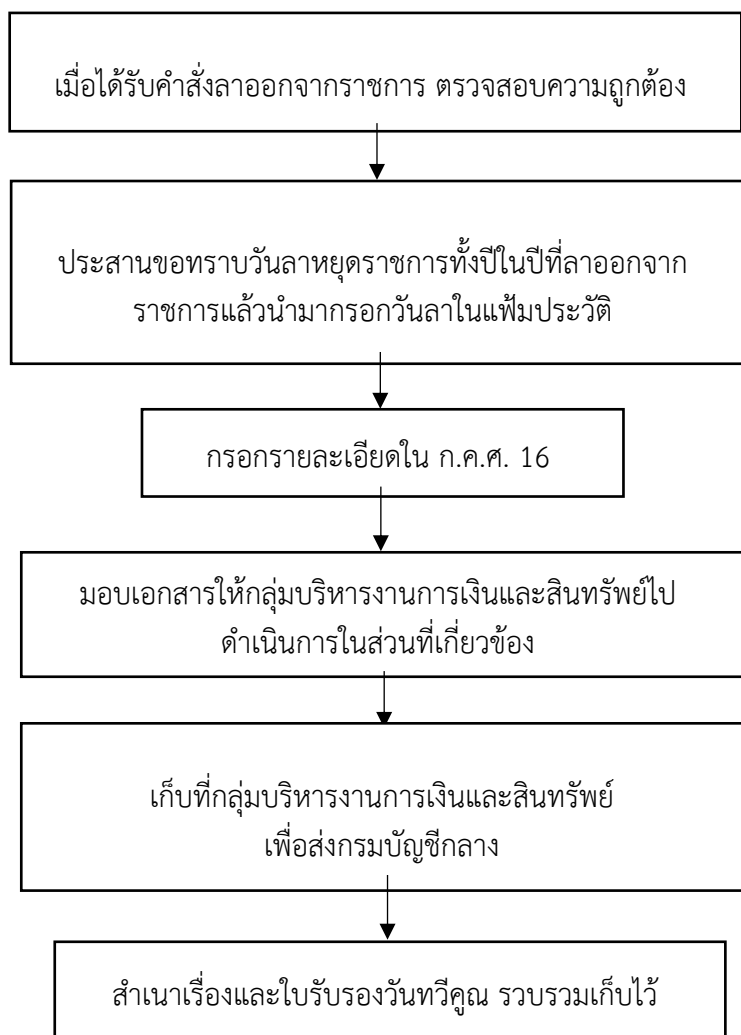 เมื่อได้รับคำสั่งลาออกจากราชการ ตรวจสอบความถูกต้อง
ประสานขอทราบวันลาหยุดราชการทั้งปีในปีที่ลาออกจาก
ราชการแล้วนำมากรอกวันลาในแฟ้มประวัติ
กรอกรายละเอียดใน ก.ค.ศ. 16
มอบเอกสารให้กลุ่มบริหารงานการเงินและสินทรัพย์ไป
ดำเนินการในส่วนที่เกี่ยวข้อง
เก็บที่กลุ่มบริหารงานการเงินและสินทรัพย์
เพื่อส่งกรมบัญชีกลาง
สำเนาเรื่องและใบรับรองวันทวีคูณ รวบรวมเก็บไว้